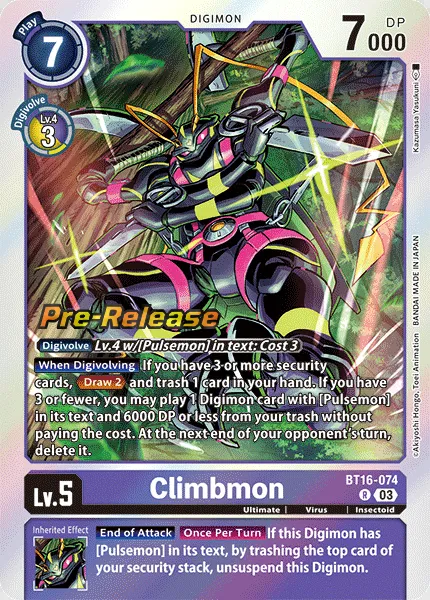 Play
7
DIGIMON
7000
DP
Digivolve
Lv.4
3
Kazumasa Yasukuni
©Akiyoshi Hongo, Toei Animation BANDAI MADE IN JAPAN
Pre-Release
Digivolve Lv.4 w/[Pulsemon] in text: Cost 3
When Digivolving If you have 3 or more security
cards, Draw 2 and trash 1 card in your hand. If you have
3 or fewer, you may play 1 Digimon card with [Pulsemon]
in its text and 6000 DP or less from your trash without
paying the cost. At the next end of your opponent's turn,
delete it.
Lv.5
Climbmon
BT16-074
R 03
Ultimate | Virus | Insectoid
Inherited Effect
End of Attack Once Per Turn If this Digimon has
[Pulsemon] in its text, by trashing the top card of
your security stack, unsuspend this Digimon.